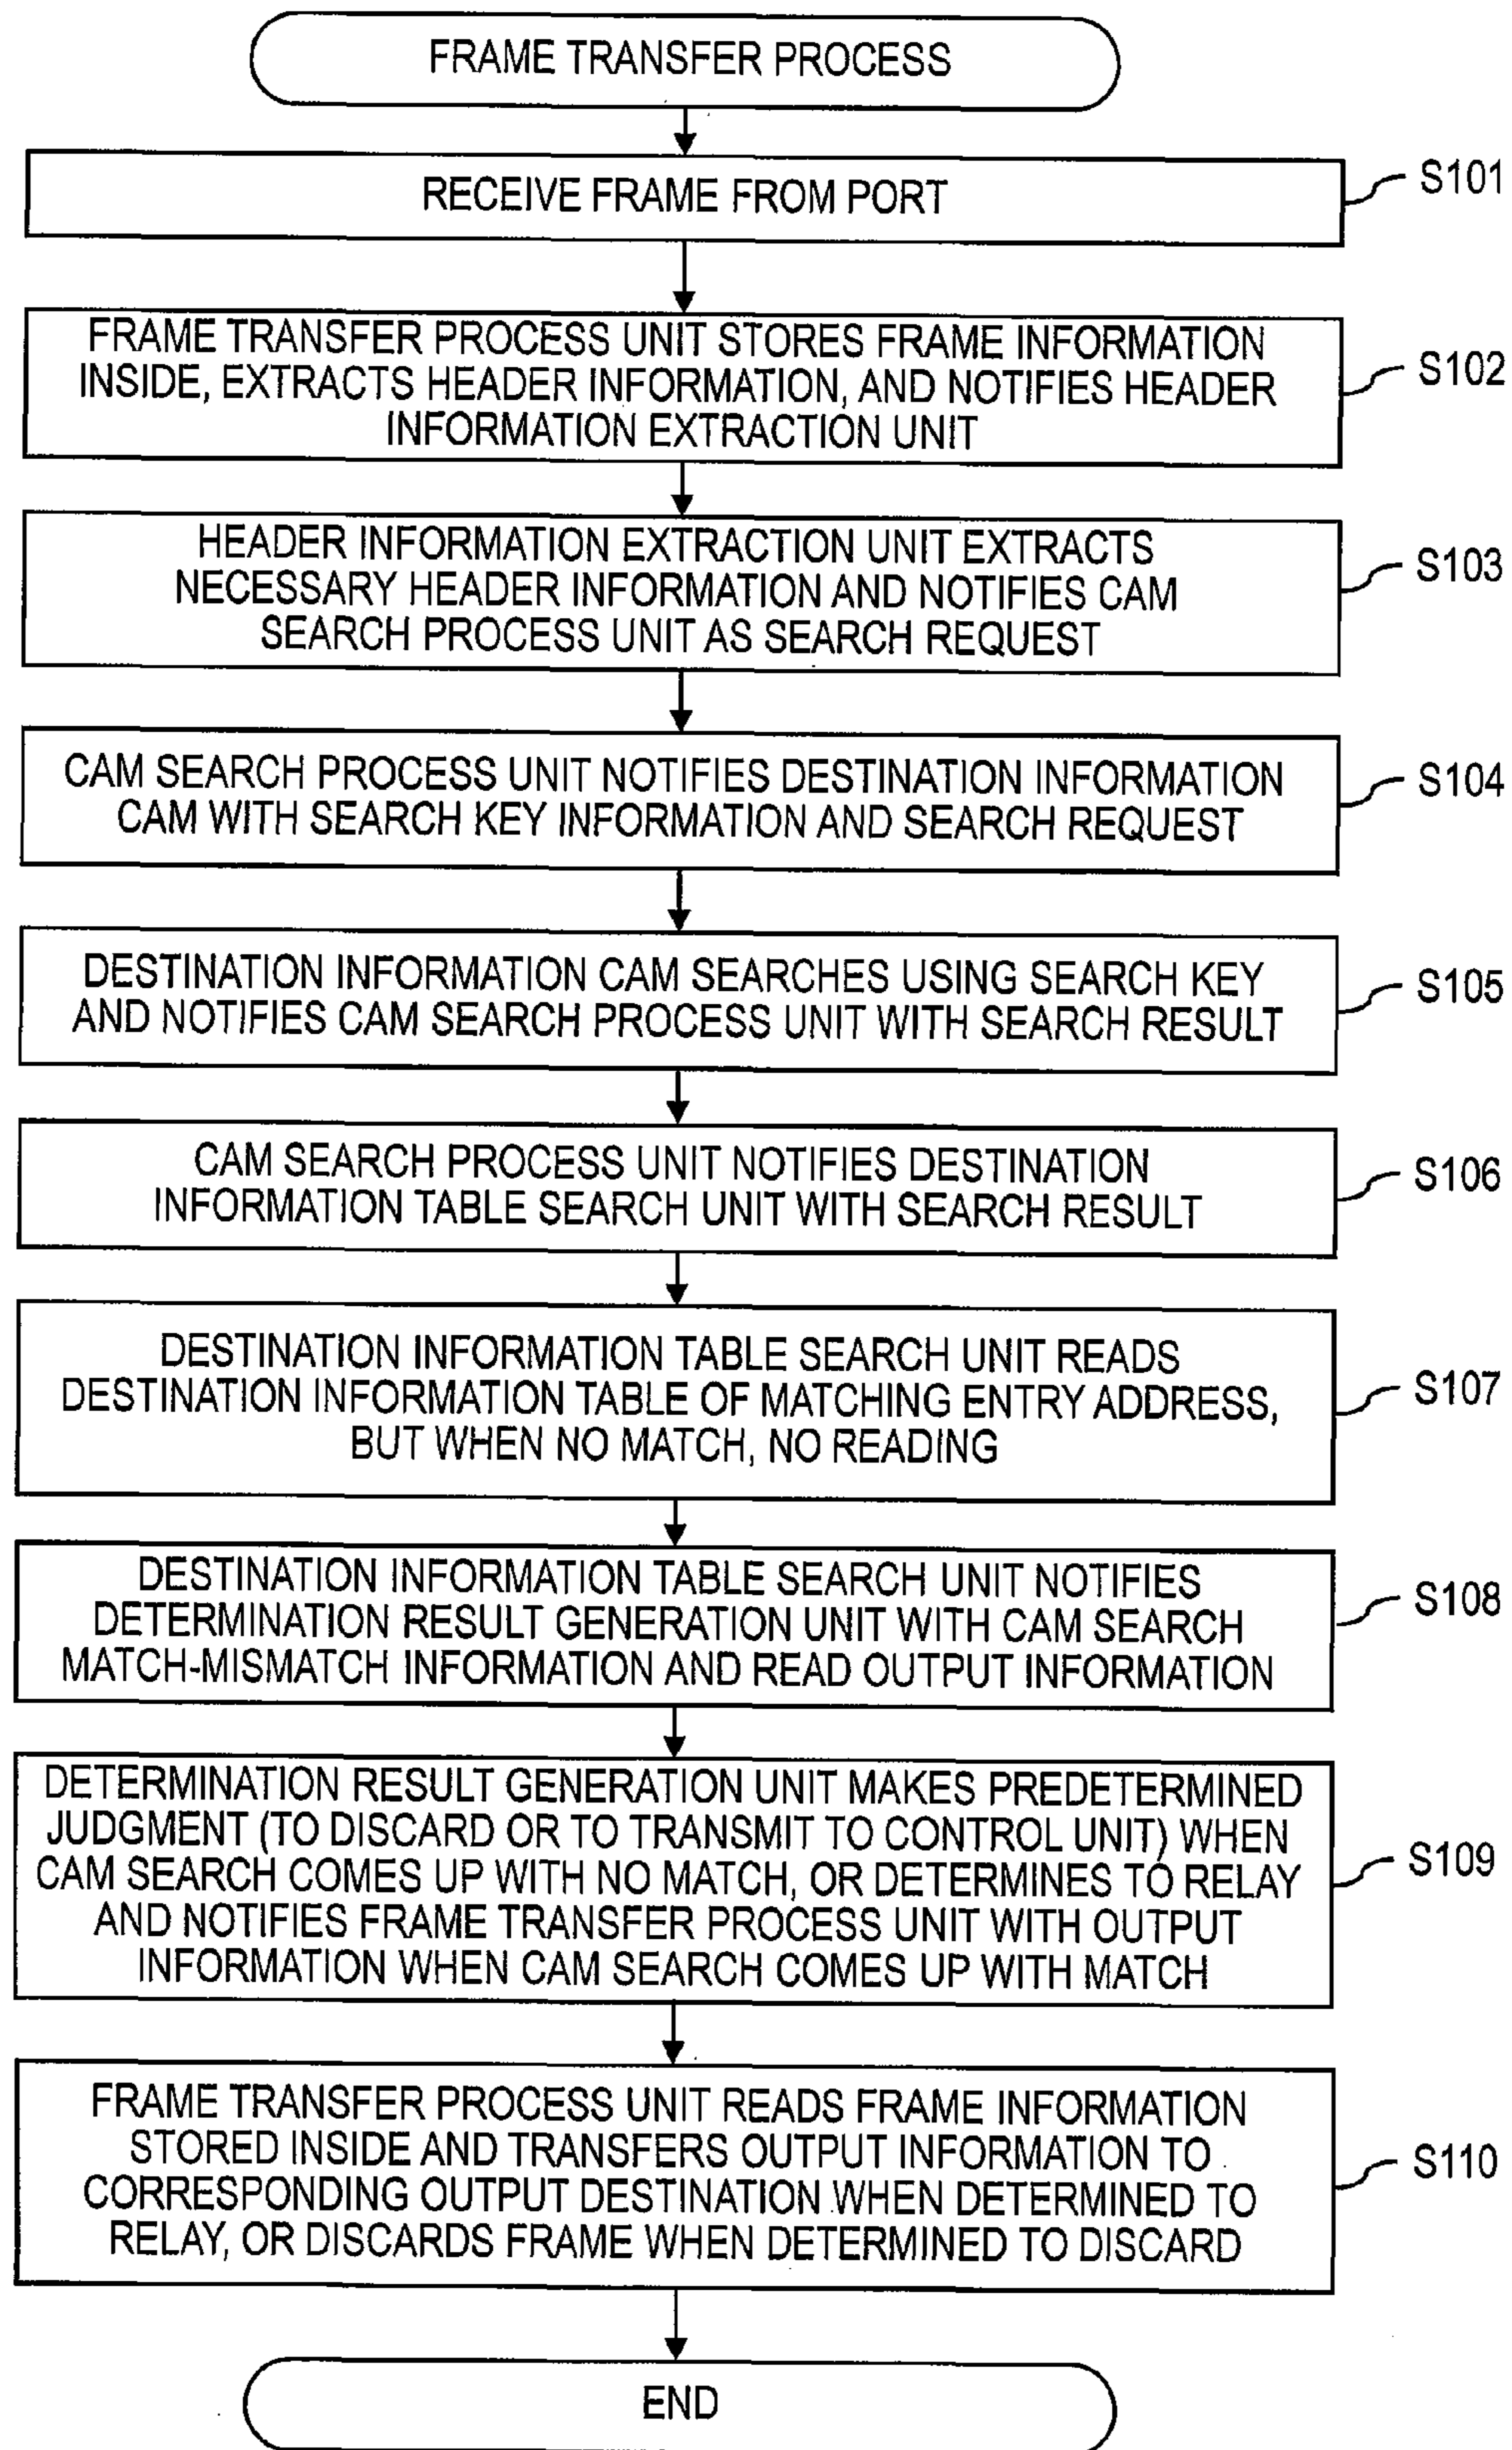 FRAME TRANSFER PROCESS
RECEIVE FRAME FROM PORT
S101
FRAME TRANSFER PROCESS UNIT STORES FRAME INFORMATION
INSIDE, EXTRACTS HEADER INFORMATION, AND NOTIFIES HEADER
INFORMATION EXTRACTION UNIT
S102
HEADER INFORMATION EXTRACTION UNIT EXTRACTS
NECESSARY HEADER INFORMATION AND NOTIFIES CAM
SEARCH PROCESS UNIT AS SEARCH REQUEST
S103
CAM SEARCH PROCESS UNIT NOTIFIES DESTINATION INFORMATION
CAM WITH SEARCH KEY INFORMATION AND SEARCH REQUEST
S104
DESTINATION INFORMATION CAM SEARCHES USING SEARCH KEY
AND NOTIFIES CAM SEARCH PROCESS UNIT WITH SEARCH RESULT
S105
CAM SEARCH PROCESS UNIT NOTIFIES DESTINATION
INFORMATION TABLE SEARCH UNIT WITH SEARCH RESULT
S106
DESTINATION INFORMATION TABLE SEARCH UNIT READS
DESTINATION INFORMATION TABLE OF MATCHING ENTRY ADDRESS,
BUT WHEN NO MATCH, NO READING
S107
DESTINATION INFORMATION TABLE SEARCH UNIT NOTIFIES
DETERMINATION RESULT GENERATION UNIT WITH CAM SEARCH
MATCH-MISMATCH INFORMATION AND READ OUTPUT INFORMATION
S108
DETERMINATION RESULT GENERATION UNIT MAKES PREDETERMINED
JUDGMENT (TO DISCARD OR TO TRANSMIT TO CONTROL UNIT) WHEN
CAM SEARCH COMES UP WITH NO MATCH, OR DETERMINES TO RELAY
AND NOTIFIES FRAME TRANSFER PROCESS UNIT WITH OUTPUT
INFORMATION WHEN CAM SEARCH COMES UP WITH MATCH
S109
FRAME TRANSFER PROCESS UNIT READS FRAME INFORMATION
STORED INSIDE AND TRANSFERS OUTPUT INFORMATION TO
CORRESPONDING OUTPUT DESTINATION WHEN DETERMINED TO
RELAY, OR DISCARDS FRAME WHEN DETERMINED TO DISCARD
S110
END